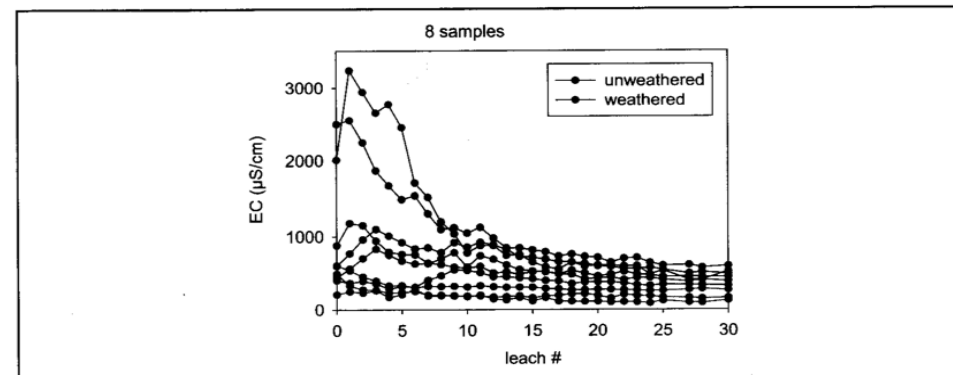 8 samples
unweathered
weathered
3000
2000
1000
0
EC (µS/cm)
0 5 10 15 20 25 30
leach #